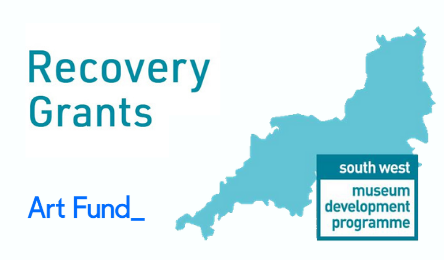 Recovery
Grants
Art Fund_
south west
museum
development
programme